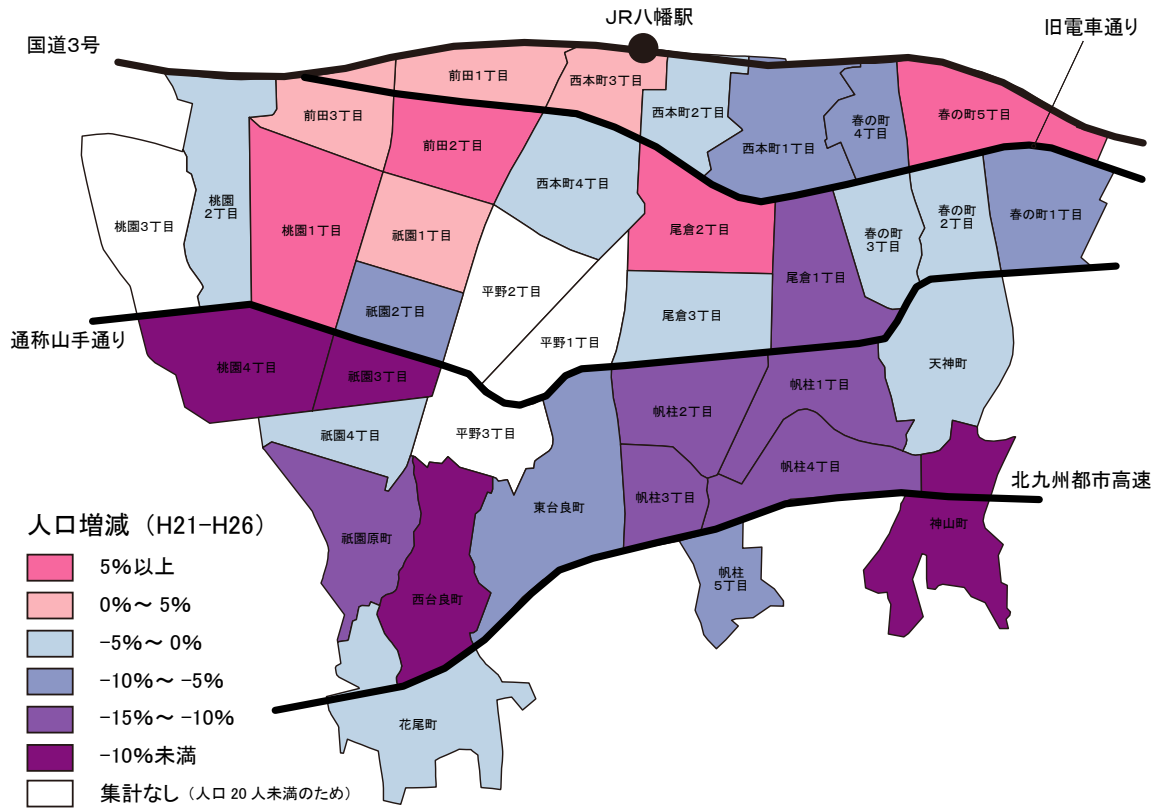 JR八幡駅
旧電車通り
国道3号
前田1丁目
西本町3丁目
前田3丁目
西本町2丁目
春の町
4丁目
春の町5丁目
前田2丁目
西本町1丁目
西本町4丁目
桃園
2丁目
桃園3丁目
桃園1丁目
祇園1丁目
尾倉2丁目
春の町
3丁目
春の町
2丁目
春の町1丁目
平野2丁目
尾倉1丁目
祇園2丁目
尾倉3丁目
平野1丁目
通称山手通り
桃園4丁目
祇園3丁目
天神町
帆柱1丁目
帆柱2丁目
祇園4丁目
平野3丁目
帆柱4丁目
北九州都市高速
帆柱3丁目
東台良町
神山町
祇園原町
帆柱
5丁目
西台良町
花尾町
人口増減（H21-H26）
5%以上
0%～ 5%
-5%～ 0%
-10%～ -5%
-15%～ -10%
-10%未満
集計なし（人口20人未満のため）